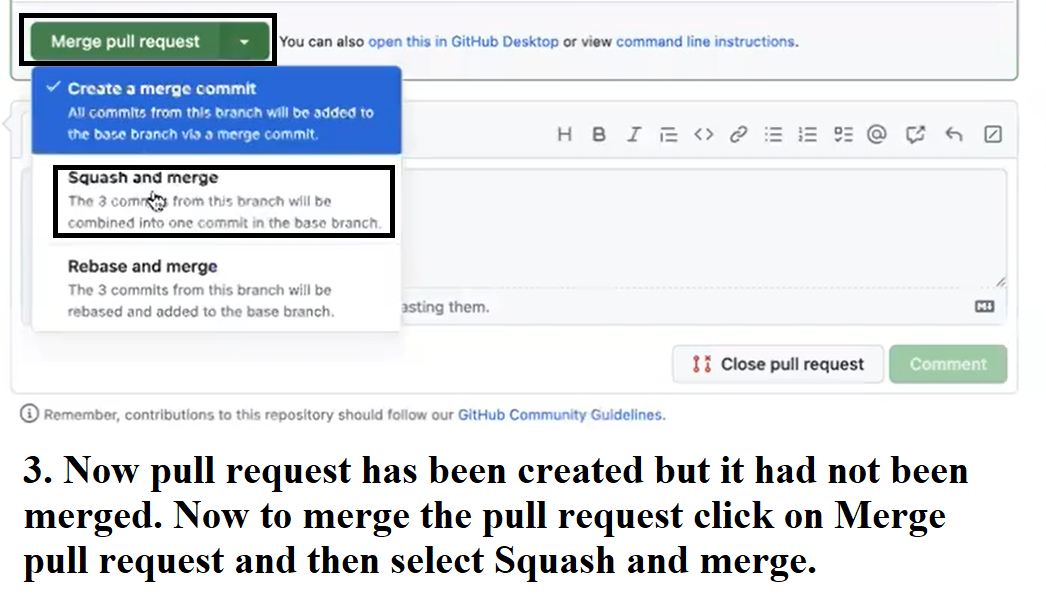 Merge pull request
You can also open this in GitHub Desktop or view command line instructions.
Create a merge commit
All commits from this branch will be added to
the base branch via a merge commit.
Squash and merge
The 3 commits from this branch will be
combined into one commit in the base branch.
Rebase and merge
The 3 commits from this branch will be
rebased and added to the base branch.
asting them.
Close pull request
Comment
Remember, contributions to this repository should follow our GitHub Community Guidelines.
3. Now pull request has been created but it had not been
merged. Now to merge the pull request click on Merge
pull request and then select Squash and merge.